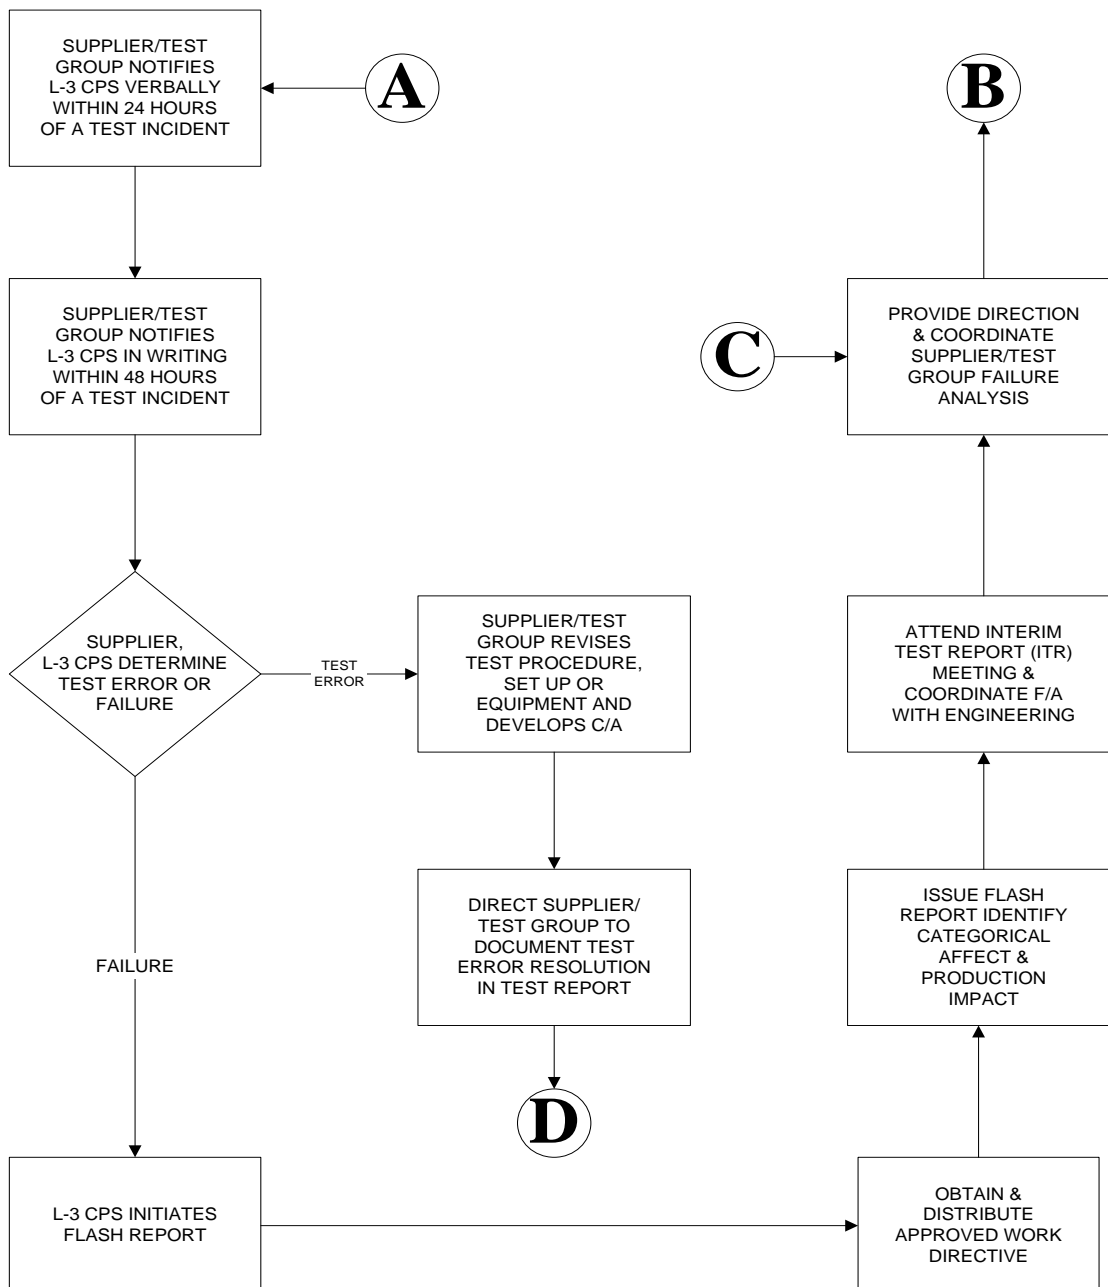 SUPPLIER/TEST
GROUP NOTIFIES
L-3 CPS VERBALLY
WITHIN 24 HOURS
OF A TEST INCIDENT
A
B
SUPPLIER/TEST
GROUP NOTIFIES
L-3 CPS IN WRITING
WITHIN 48 HOURS
OF A TEST INCIDENT
C
PROVIDE DIRECTION
& COORDINATE
SUPPLIER/TEST
GROUP FAILURE
ANALYSIS
SUPPLIER,
L-3 CPS DETERMINE
TEST ERROR OR
FAILURE
TEST
ERROR
SUPPLIER/TEST
GROUP REVISES
TEST PROCEDURE,
SET UP OR
EQUIPMENT AND
DEVELOPS C/A
ATTEND INTERIM
TEST REPORT (ITR)
MEETING &
COORDINATE F/A
WITH ENGINEERING
FAILURE
DIRECT SUPPLIER/
TEST GROUP TO
DOCUMENT TEST
ERROR RESOLUTION
IN TEST REPORT
ISSUE FLASH
REPORT IDENTIFY
CATEGORICAL
AFFECT &
PRODUCTION
IMPACT
D
L-3 CPS INITIATES
FLASH REPORT
OBTAIN &
DISTRIBUTE
APPROVED WORK
DIRECTIVE